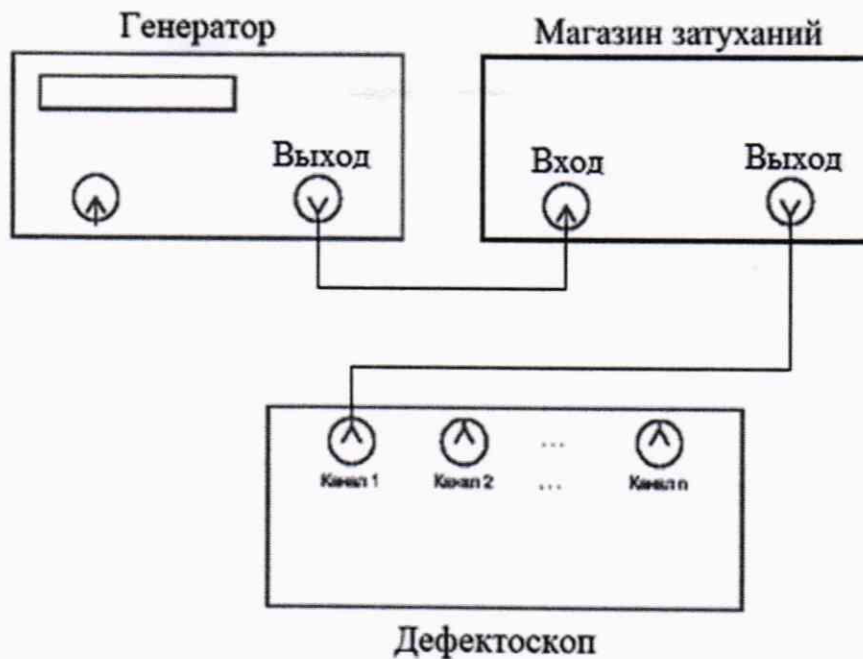 Генератор
Магазин затуханий
Выход
Вход
Выход
Канал 1
Канал 2
...
Канал n
...
Дефектоскоп